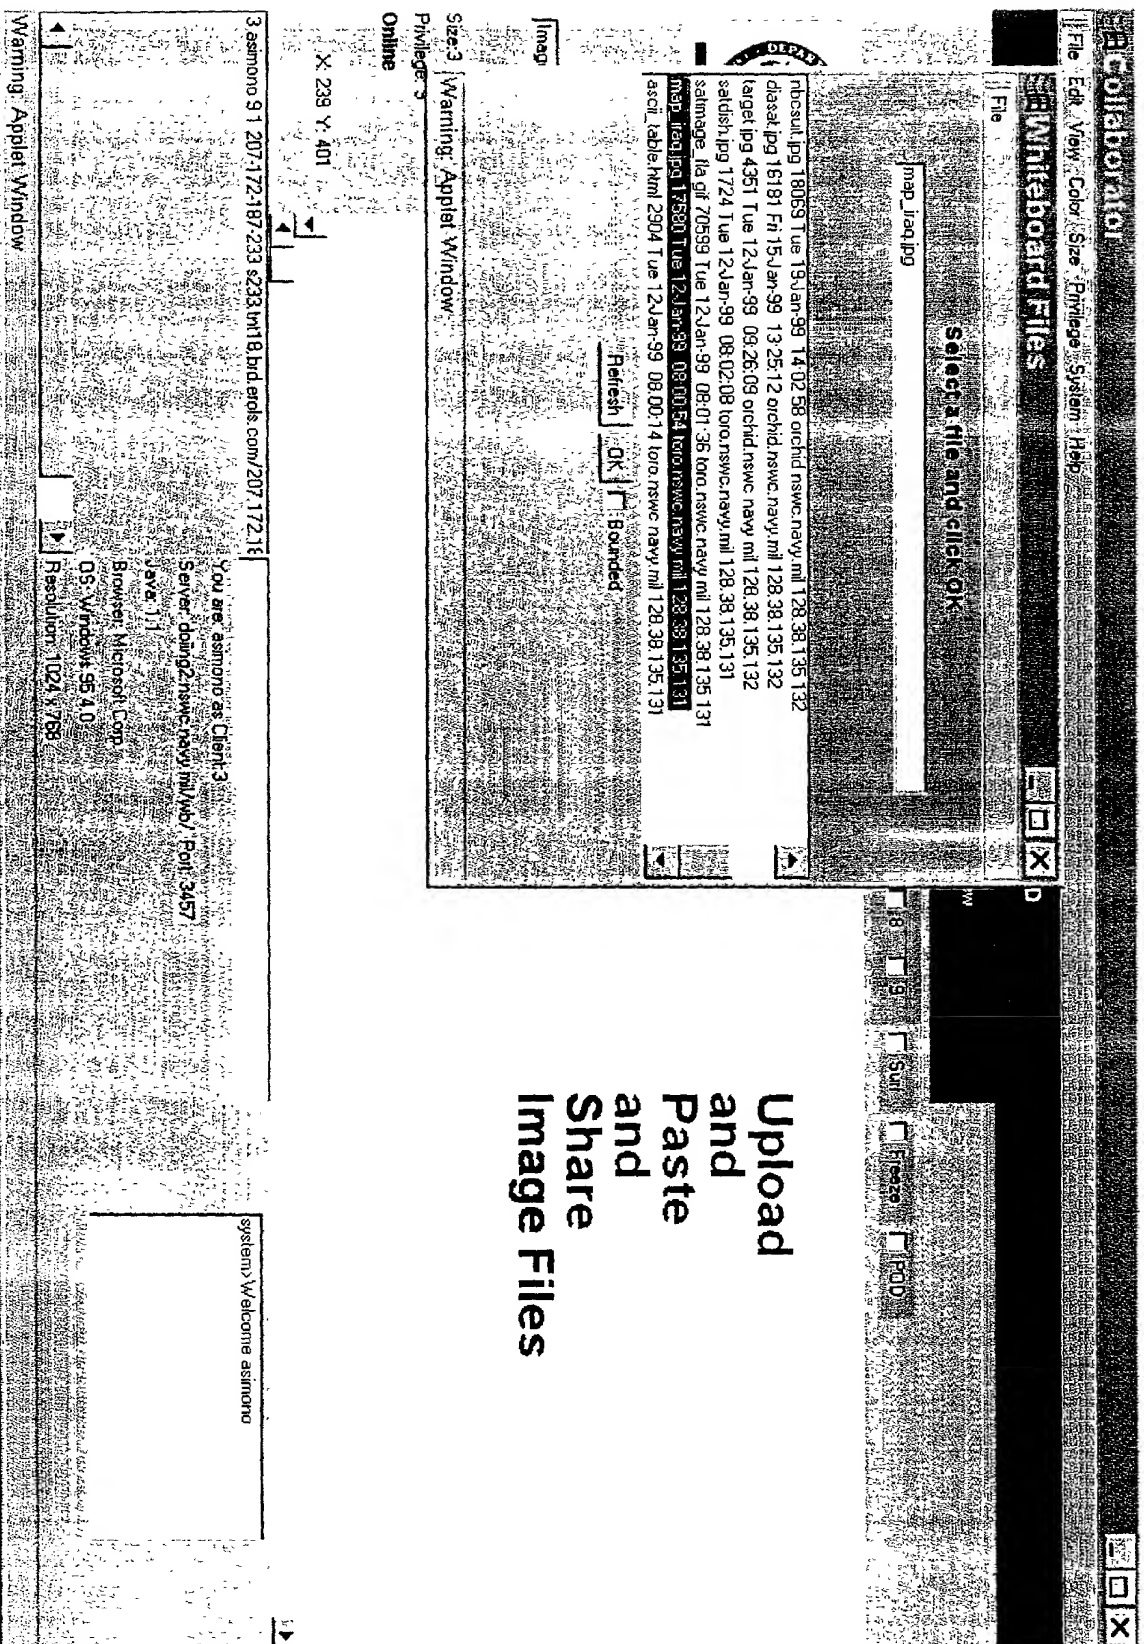 Collaborator
File Edit View Color Size Privilege System Help
Whiteboard Files
File
Select a file and click OK
map_iraq.jpg
nbcsuit.jpg 18069 Tue 19-Jan-99 14:02:58 orchid.nswc.navy.mil 128.38.135.132
diasat.jpg 16181 Fri 15-Jan-99 13:25:12 orchid.nswc.navy.mil 128.38.135.132
target.jpg 4351 Tue 12-Jan-99 09:26:09 orchid.nswc.navy.mil 128.38.135.132
satdish.jpg 1724 Tue 12-Jan-99 08:02:08 toro.nswc.navy.mil 128.38.135.131
satimage_fla.gif 70599 Tue 12-Jan-99 08:01:36 toro.nswc.navy.mil 128.38.135.131
map_iraq.jpg 17580 Tue 12-Jan-99 08:00:54 toro.nswc.navy.mil 128.38.135.131
ascii_table.html 2904 Tue 12-Jan-99 08:00:14 toro.nswc.navy.mil 128.38.135.131
Refresh OK Bounded
Warning: Applet Window
D
w
8 9 Surf Freeze POD
DEPA
Imag
Size:3
Privilege: 9
Online
X: 239 Y: 401
Upload
and
Paste
and
Share
Image Files
3.asimono 9 1 207-172-187-233.s233.tnt18.brd.erols.com/207.172.18
You are: asimono as Client:3
Server: doling2.nswc.navy.mil/wb/ Port: 3457
Java: 1.1
Browser: Microsoft Corp.
OS: Windows 95 4.0
Resolution: 1024 x 768
system>Welcome asimono
Warning: Applet Window